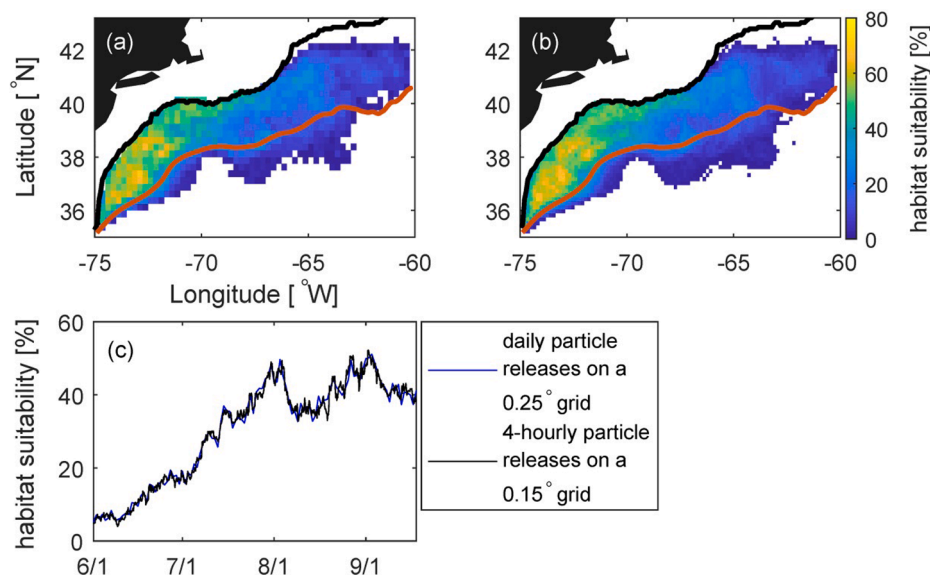 (a)
(b)
42
40
38
36
Latitude [°N]
-75
-70
-65
-60
Longitude [°W]
42
40
38
36
-75
-70
-65
-60
80
60
40
20
0
habitat suitability [%]
(c)
60
40
20
0
habitat suitability [%]
6/1
7/1
8/1
9/1
daily particle
releases on a
0.25° grid
4-hourly particle
releases on a
0.15° grid